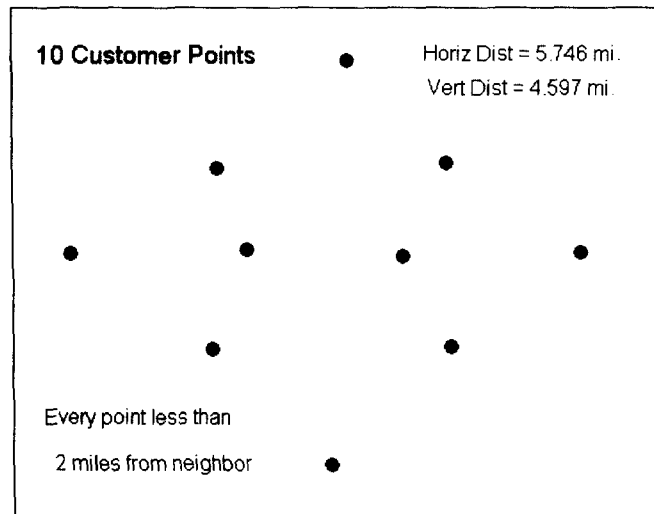 10 Customer Points
Horiz Dist = 5.746 mi.
Vert Dist = 4.597 mi.
Every point less than
2 miles from neighbor